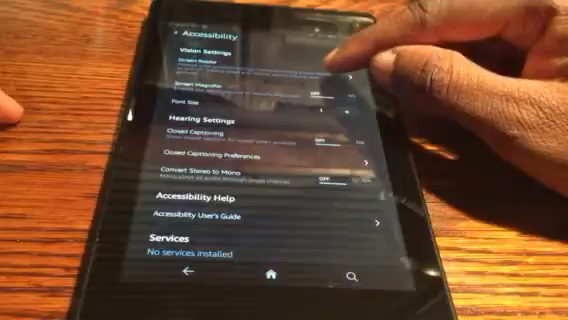 Accessibility
Vision Settings
Screen Reader
Screen Magnifier
OFF
Font Size
+
Hearing Settings
Closed Captioning
OFF
Closed Captioning Preferences
Convert Stereo to Mono
OFF
Accessibility Help
Accessibility User's Guide
Services
No services installed